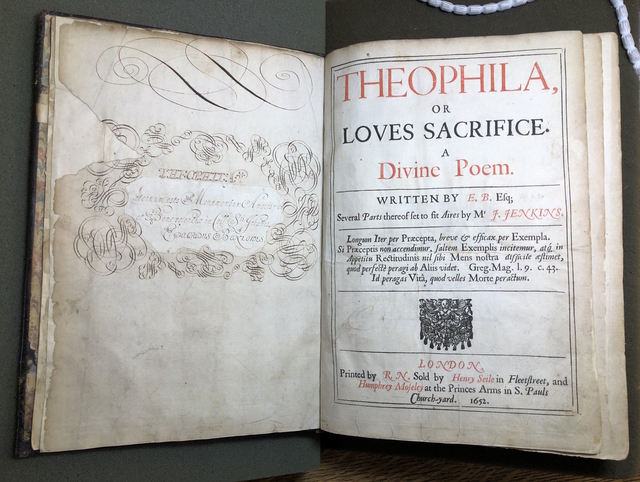 THEOPHILA
THEOPHILA,
OR
LOVES SACRIFICE.
A
Divine Poem.
WRITTEN BY E. B. Esq;
Several Parts thereof set to fit Aires by Mr J. JENKINS.
Longum Iter per Præcepta, breve & efficax per Exempla.
Si Præceptis non accendimur, saltem Exemplis incitemur, atq; in
Appetitu Rectitudinis nil sibi Mens nostra difficile æstimet,
quod perfectè peragi ab Aliis videt. Greg. Mag. l. 9. c. 43.
Id peragas Vitâ, quod velles Morte peractum.
LONDON,
Printed by R. N. Sold by Henry Seile in Fleetstreet, and
Humphrey Moseley at the Princes Arms in S. Pauls
Church-yard. 1652.